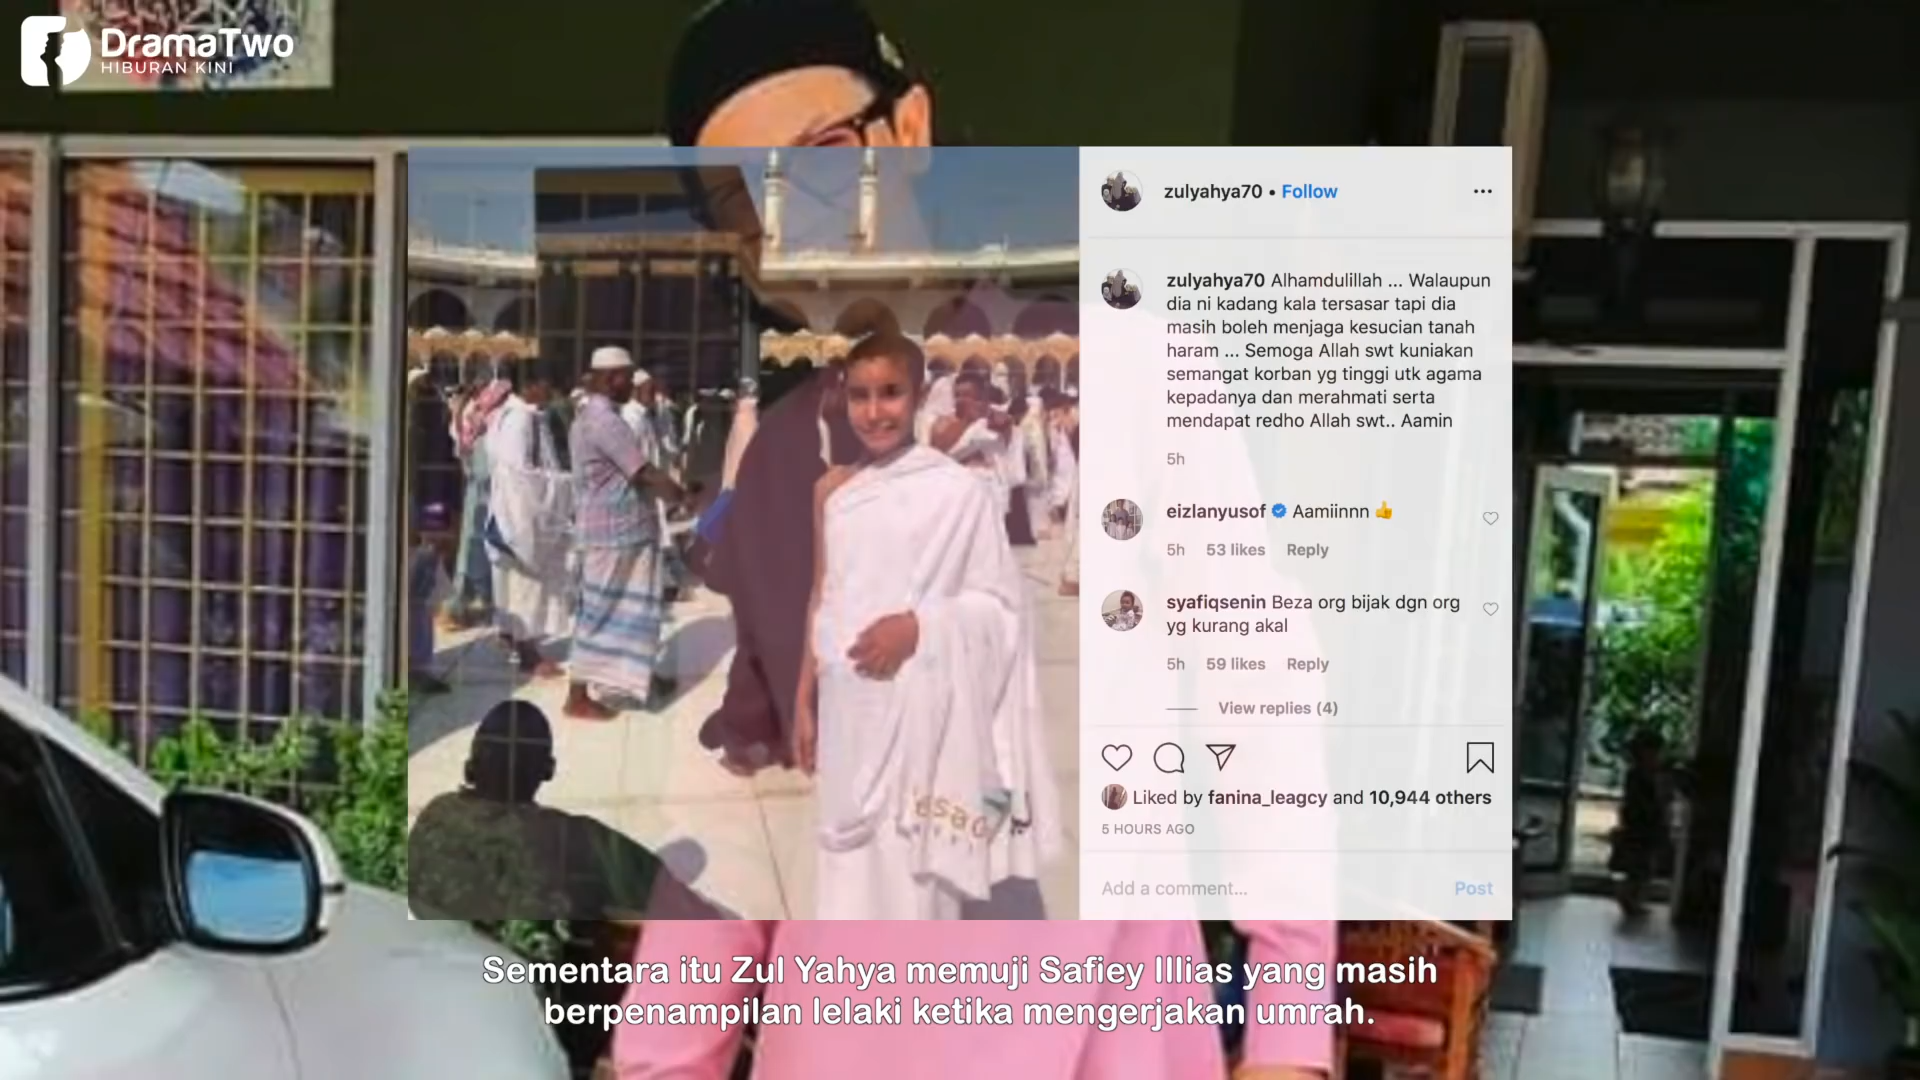 DramaTwo
HIBURAN KINI
zulyahya70 • Follow
zulyahya70 Alhamdulillah ... Walaupun
dia ni kadang kala tersasar tapi dia
masih boleh menjaga kesucian tanah
haram ... Semoga Allah swt kuniakan
semangat korban yg tinggi utk agama
kepadanya dan merahmati serta
mendapat redho Allah swt.. Aamin
5h
eizlanyusof Aamiinnn 👍
5h 53 likes Reply
syafiqsenin Beza org bijak dgn org
yg kurang akal
5h 59 likes Reply
View replies (4)
Liked by fanina_leagcy and 10,944 others
5 HOURS AGO
Add a comment... Post
Sementara itu Zul Yahya memuji Safiey Illias yang masih
berpenampilan lelaki ketika mengerjakan umrah.